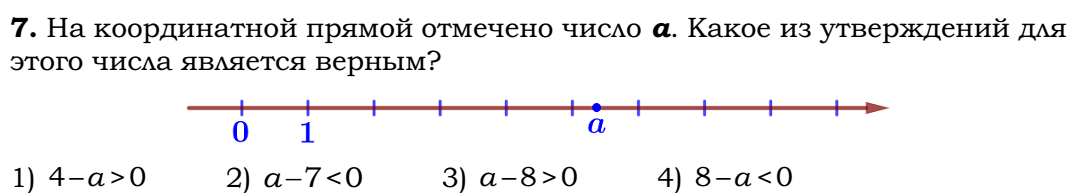 7. На координатной прямой отмечено число a. Какое из утверждений для
этого числа является верным?
0 1 a
1) 4−a>0 2) a−7<0 3) a−8>0 4) 8−a<0